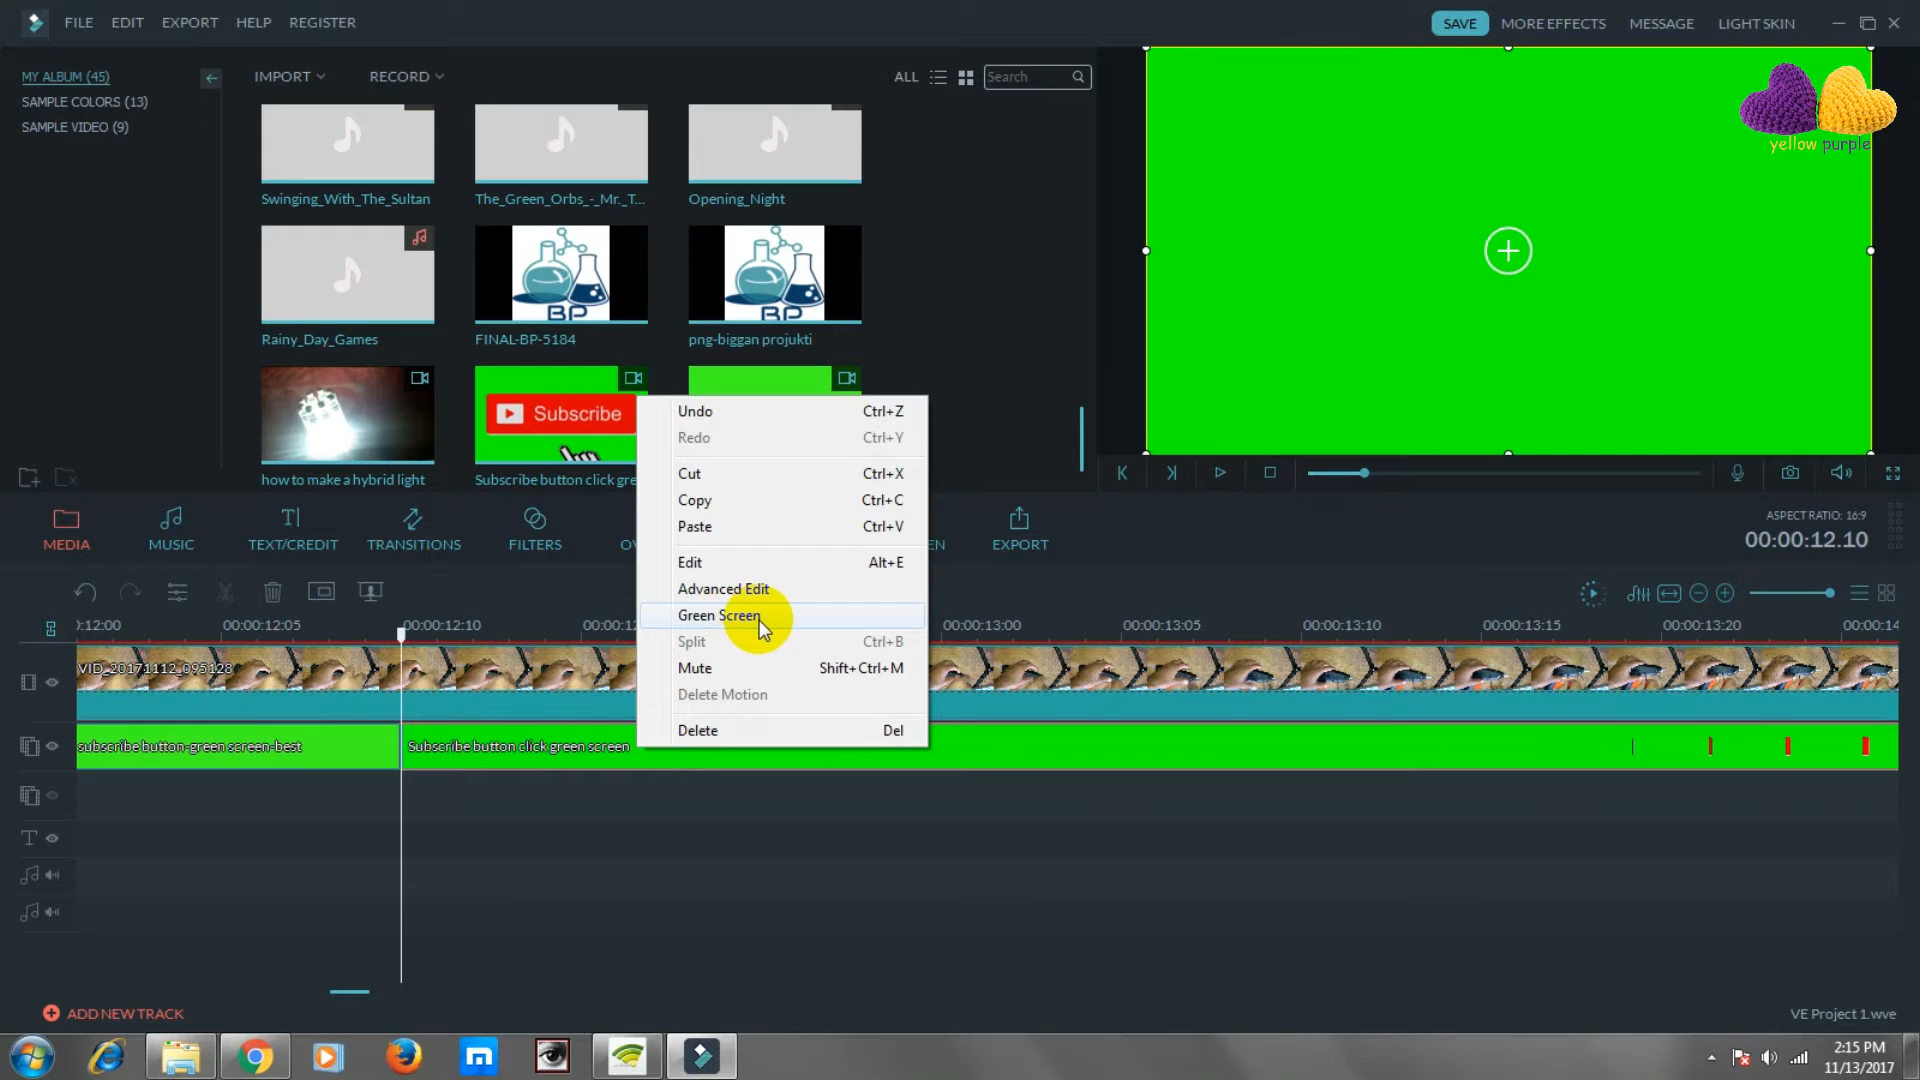 FILE EDIT EXPORT HELP REGISTER
SAVE MORE EFFECTS MESSAGE LIGHT SKIN
MY ALBUM (45)
SAMPLE COLORS (13)
SAMPLE VIDEO (9)
IMPORT RECORD ALL Search
Swinging_With_The_Sultan The_Green_Orbs_-_Mr._T... Opening_Night
BP BP
Rainy_Day_Games FINAL-BP-5184 png-biggan projukti
Subscribe
how to make a hybrid light Subscribe button click gre
yellow purple
Undo Ctrl+Z
Redo Ctrl+Y
Cut Ctrl+X
Copy Ctrl+C
Paste Ctrl+V
Edit Alt+E
Advanced Edit
Green Screen
Split Ctrl+B
Mute Shift+Ctrl+M
Delete Motion
Delete Del
MEDIA MUSIC TEXT/CREDIT TRANSITIONS FILTERS OV EN EXPORT
ASPECT RATIO: 16:9
00:00:12.10
):12:00 00:00:12:05 00:00:12:10 00:00:12 00:00:13:00 00:00:13:05 00:00:13:10 00:00:13:15 00:00:13:20 00:00:14
VID_20171112_095128
subscribe button-green screen-best Subscribe button click green screen
ADD NEW TRACK
VE Project 1.wve
2:15 PM
11/13/2017